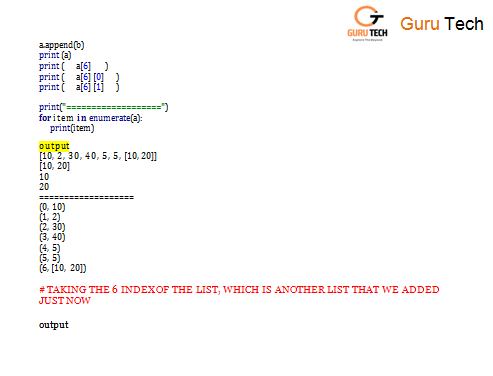 GURU TECH
Guru Tech
a.append(b)
print (a)
print ( a[6] )
print ( a[6] [0] )
print ( a[6] [1] )
print("===================")
for item in enumerate(a):
print(item)
output
[10, 2, 30, 40, 5, 5, [10, 20]]
[10, 20]
10
20
===================
(0, 10)
(1, 2)
(2, 30)
(3, 40)
(4, 5)
(5, 5)
(6, [10, 20])
# TAKING THE 6 INDEXOF THE LIST, WHICH IS ANOTHER LIST THAT WE ADDED
JUST NOW
output